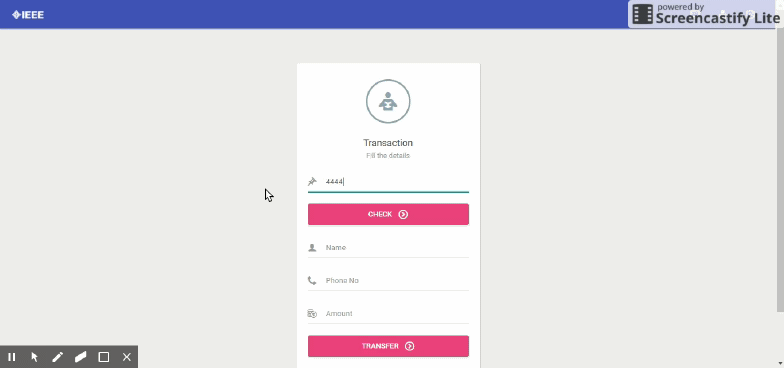 IEEE
powered by
Screencastify Lite
Transaction
Fill the details
4444
CHECK
Name
Phone No
Amount
TRANSFER